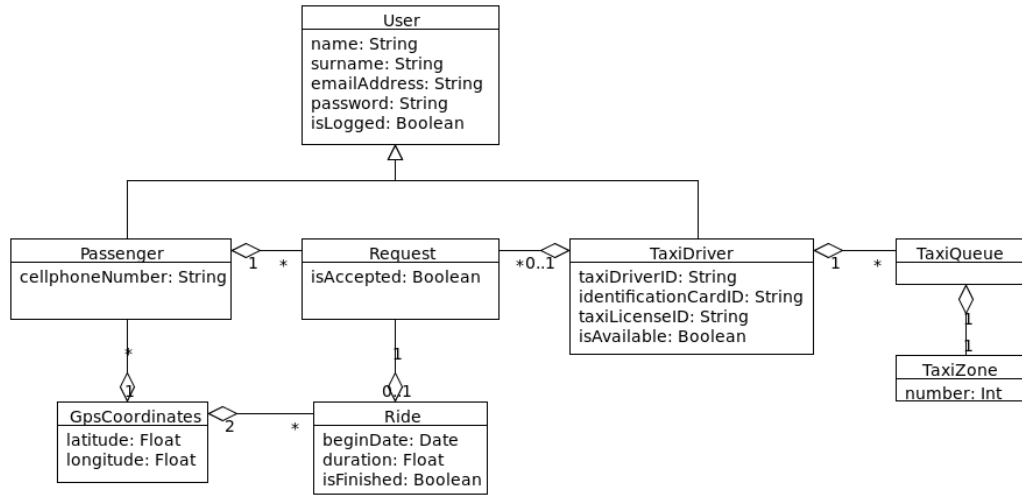 User
name: String
surname: String
emailAddress: String
password: String
isLogged: Boolean
Passenger
cellphoneNumber: String
1
*
Request
isAccepted: Boolean
*
0..1
TaxiDriver
taxiDriverID: String
identificationCardID: String
taxiLicenseID: String
isAvailable: Boolean
1
*
TaxiQueue
1
1
TaxiZone
number: Int
*
1
1
0..1
GpsCoordinates
latitude: Float
longitude: Float
2
*
Ride
beginDate: Date
duration: Float
isFinished: Boolean